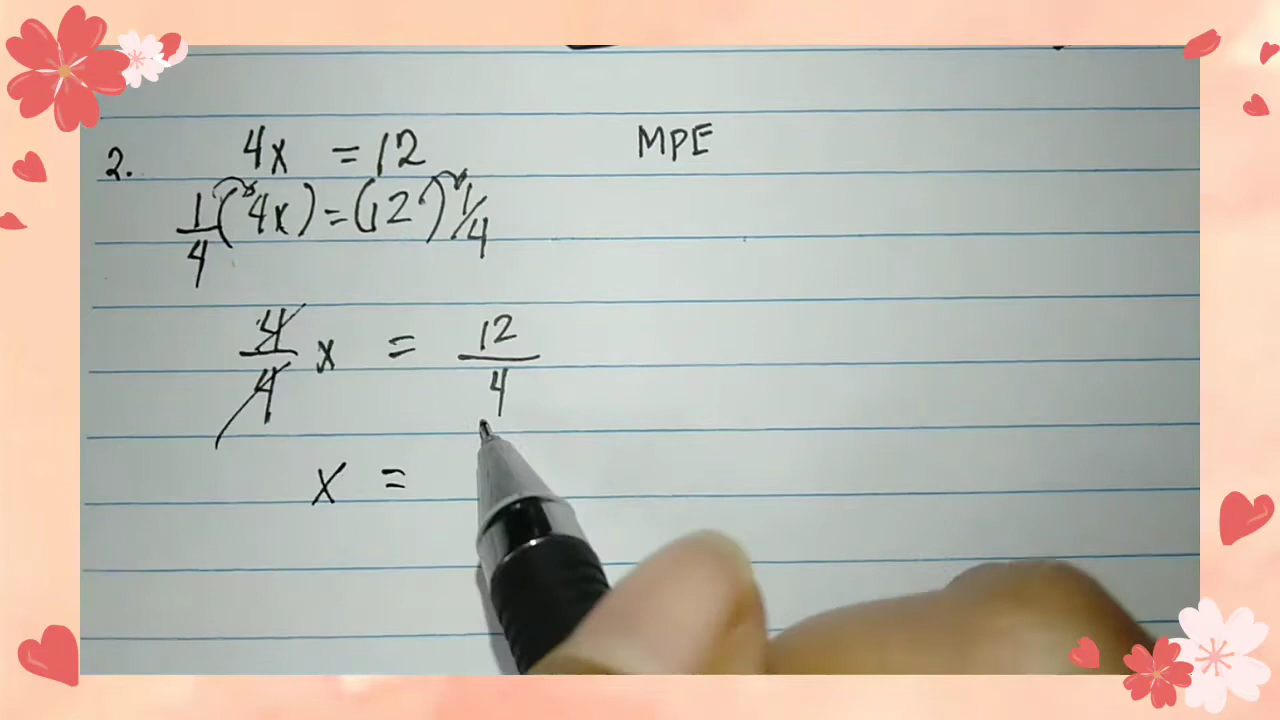 2. 4x = 12 MPE
1/4 (4x) = (12) 1/4
4/4 x = 12/4
x =